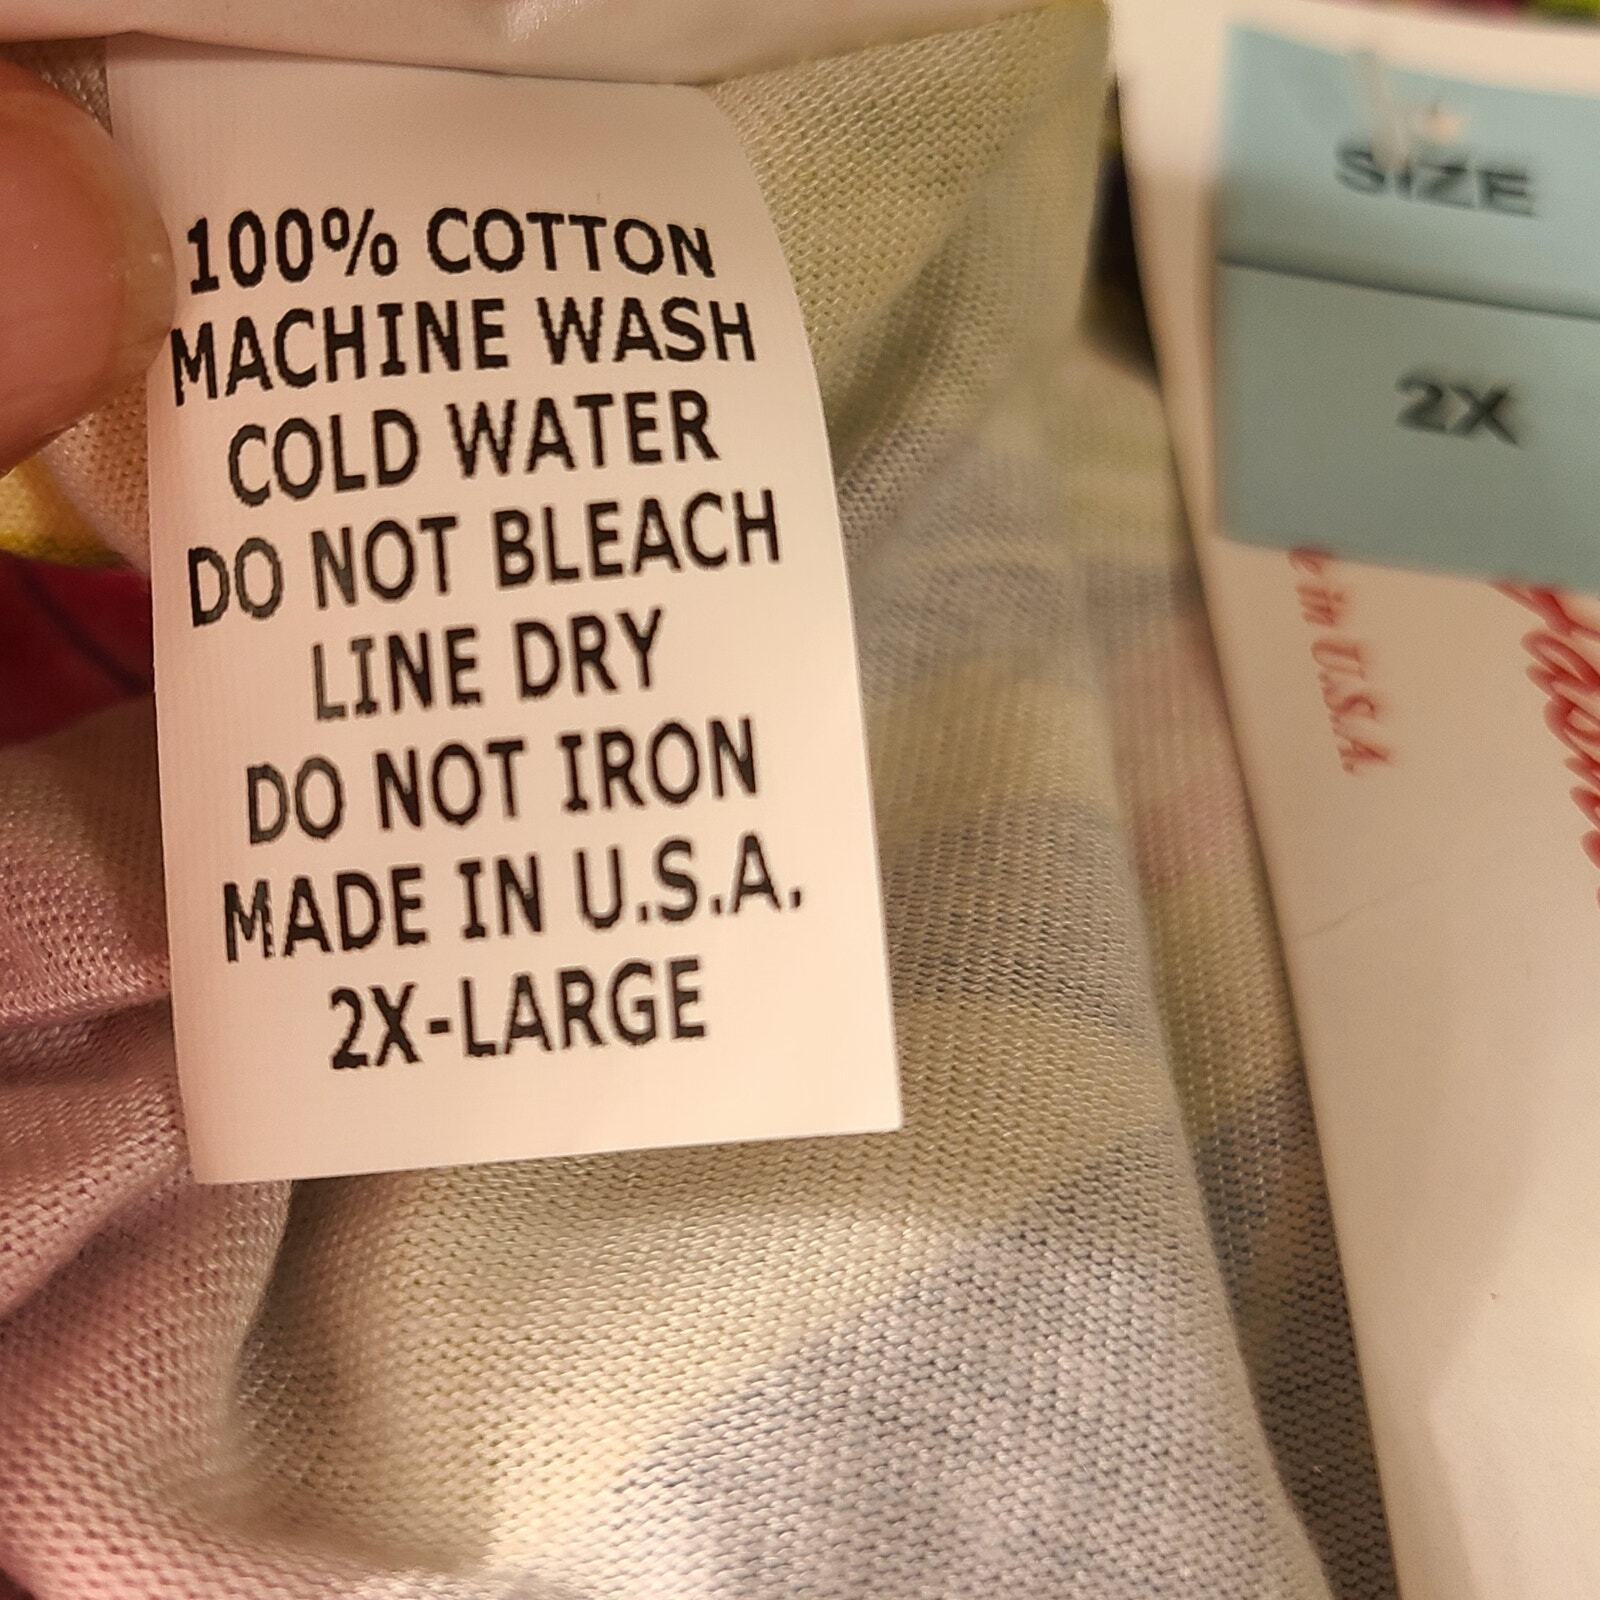 100% COTTON
MACHINE WASH
COLD WATER
DO NOT BLEACH
LINE DRY
DO NOT IRON
MADE IN U.S.A.
2X-LARGE
SIZE
2X
in U.S.A.